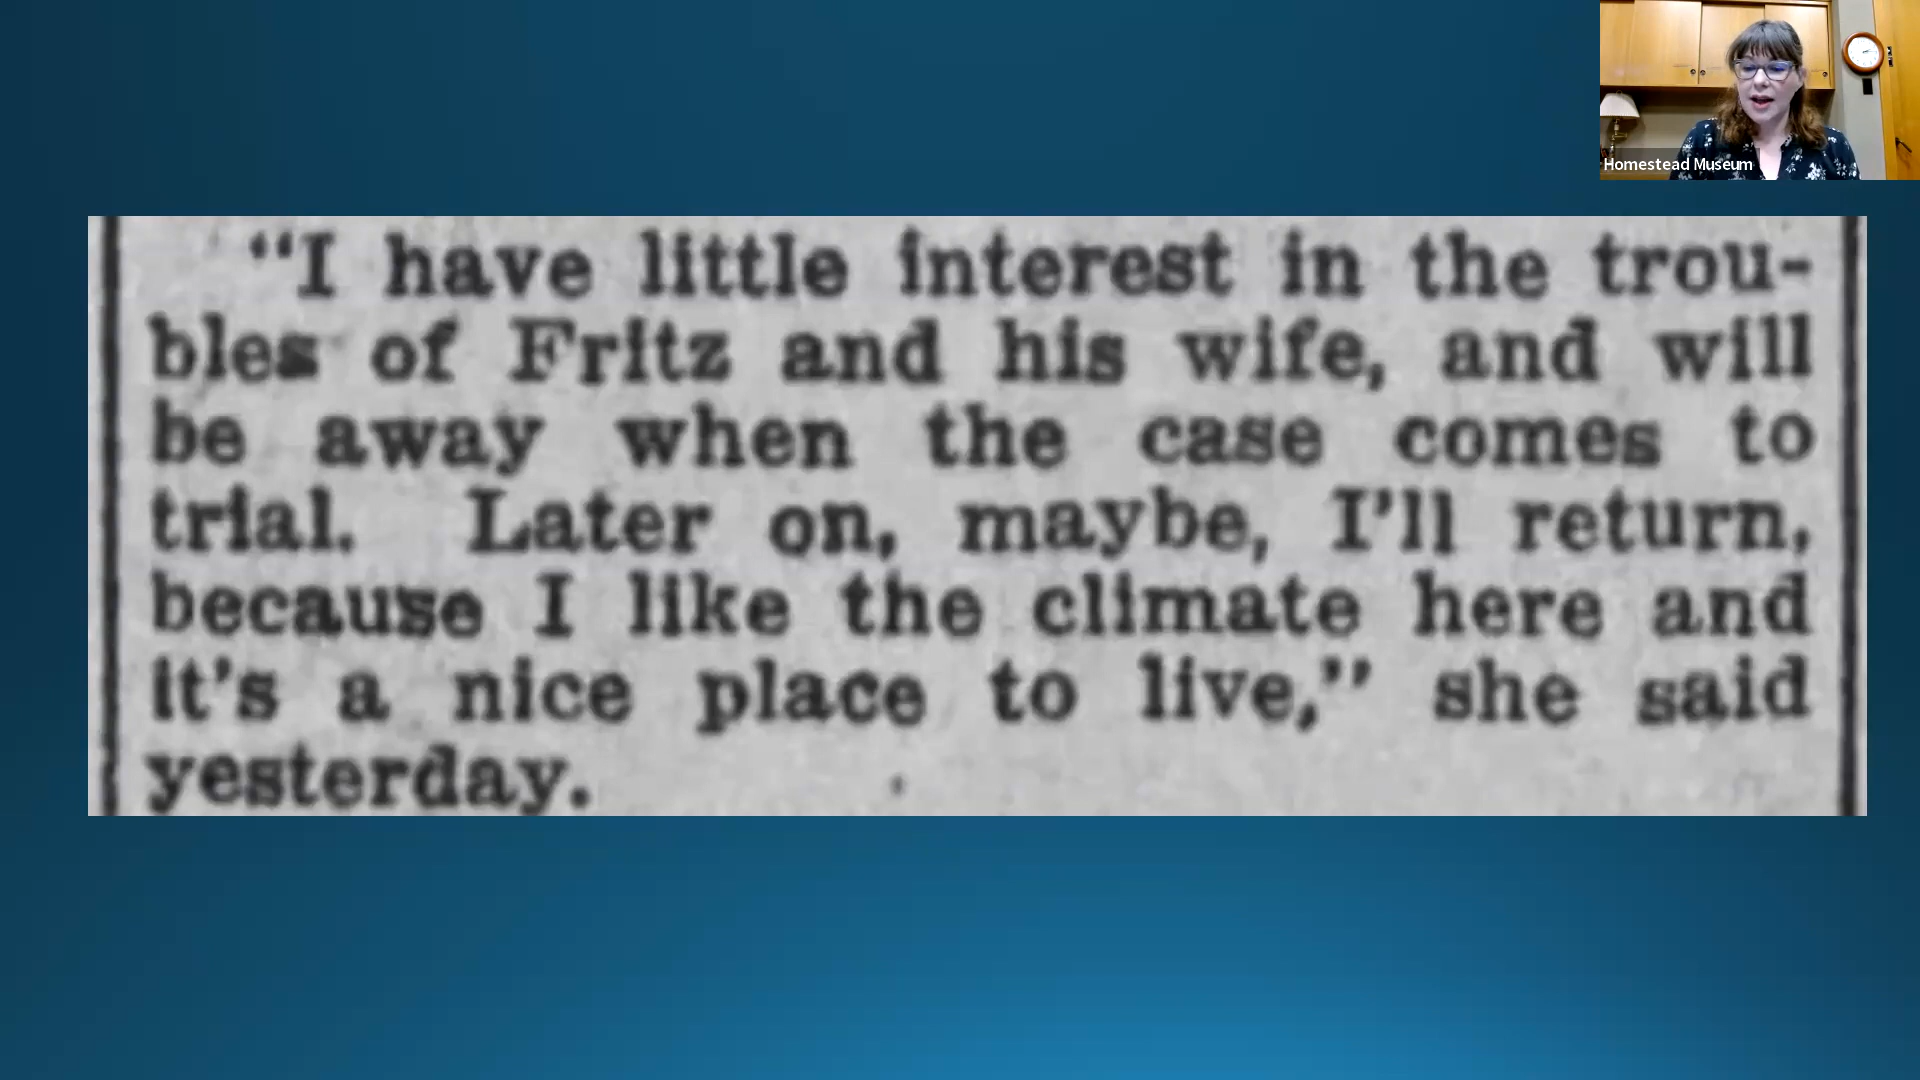 Homestead Museum
“I have little interest in the trou-
bles of Fritz and his wife, and will
be away when the case comes to
trial. Later on, maybe, I’ll return,
because I like the climate here and
it’s a nice place to live,” she said
yesterday.